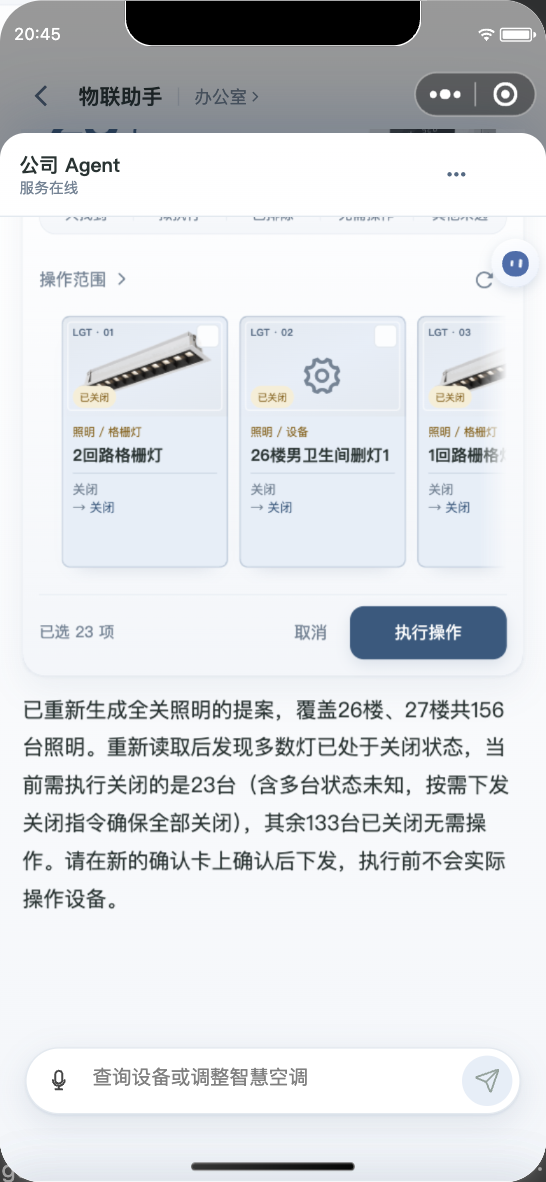 20:45
物联助手
办公室
公司 Agent
服务在线
操作范围
LGT · 01
已关闭
照明 / 格栅灯
2回路格栅灯
关闭
→ 关闭
LGT · 02
已关闭
照明 / 设备
26楼男卫生间删灯1
关闭
→ 关闭
LGT · 03
已关闭
照明 / 格栅灯
1回路格栅
关闭
→ 关闭
已选 23 项
取消
执行操作
已重新生成全关照明的提案，覆盖26楼、27楼共156
台照明。重新读取后发现多数灯已处于关闭状态，当
前需执行关闭的是23台（含多台状态未知，按需下发
关闭指令确保全部关闭），其余133台已关闭无需操
作。请在新的确认卡上确认后下发，执行前不会实际
操作设备。
查询设备或调整智慧空调